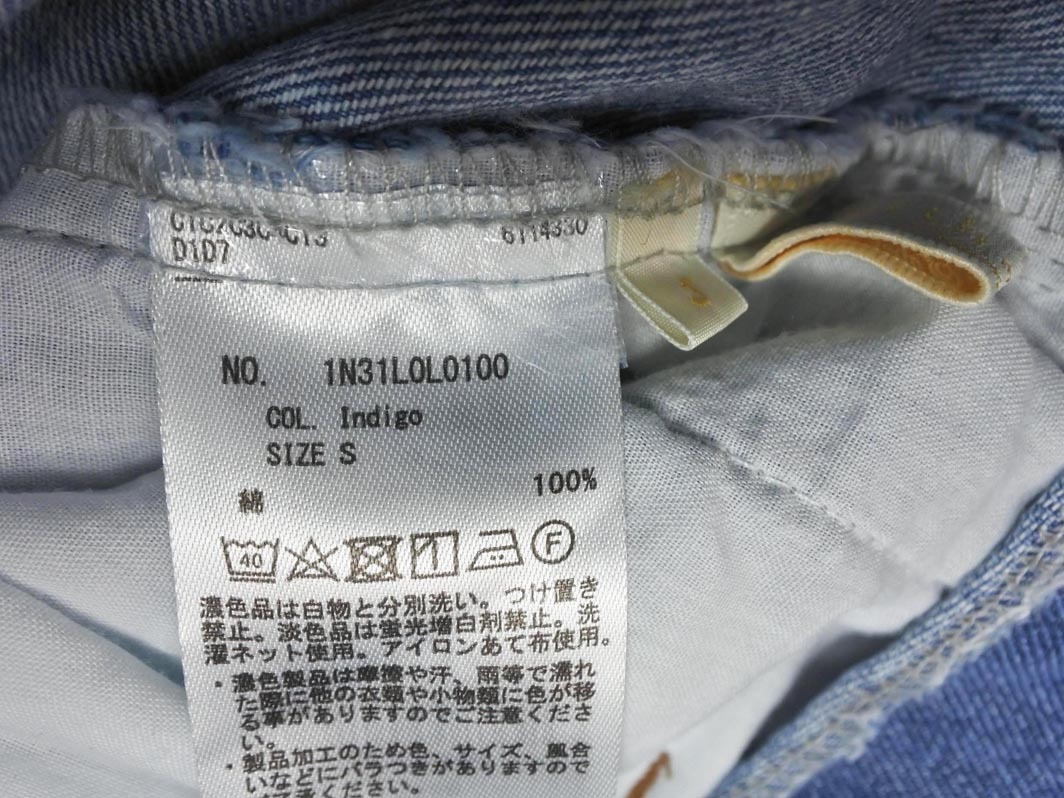 6114330
D1D7
NO. 1N31L0L0100
COL. Indigo
SIZE S
綿 100%
40
F
濃色品は白物と分別洗い。つけ置き
禁止。淡色品は蛍光増白剤禁止。洗
濯ネット使用。アイロンあて布使用。
・濃色製品は摩擦や汗、雨等で濡れ
た際に他の衣類や小物類に色が移
る事がありますのでご注意くださ
い。
・製品加工のため色、サイズ、風合
いなどにバラつきがありますので
ください。